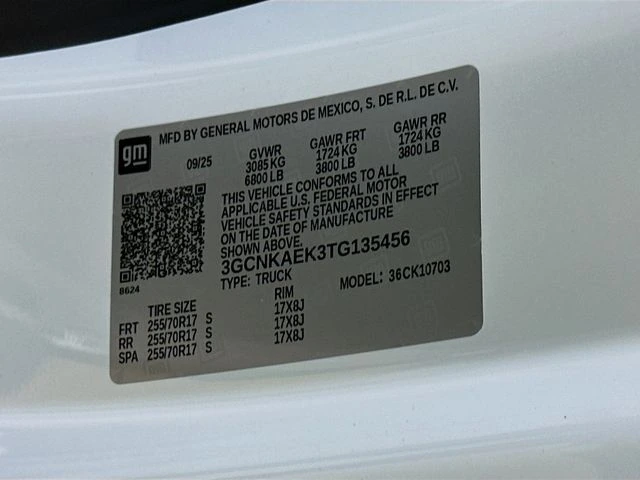 gm
MFD BY GENERAL MOTORS DE MEXICO, S. DE R.L. DE C.V.
09/25
GVWR
3085 KG
6800 LB
GAWR FRT
1724 KG
3800 LB
GAWR RR
1724 KG
3800 LB
THIS VEHICLE CONFORMS TO ALL
APPLICABLE U.S. FEDERAL MOTOR
VEHICLE SAFETY STANDARDS IN EFFECT
ON THE DATE OF MANUFACTURE
SHOWN ABOVE.
3GCNKAEK3TG135456
TYPE: TRUCK MODEL: 36CK10703
8624
TIRE SIZE RIM
FRT 255/70R17 S 17X8J
RR 255/70R17 S 17X8J
SPA 255/70R17 S 17X8J